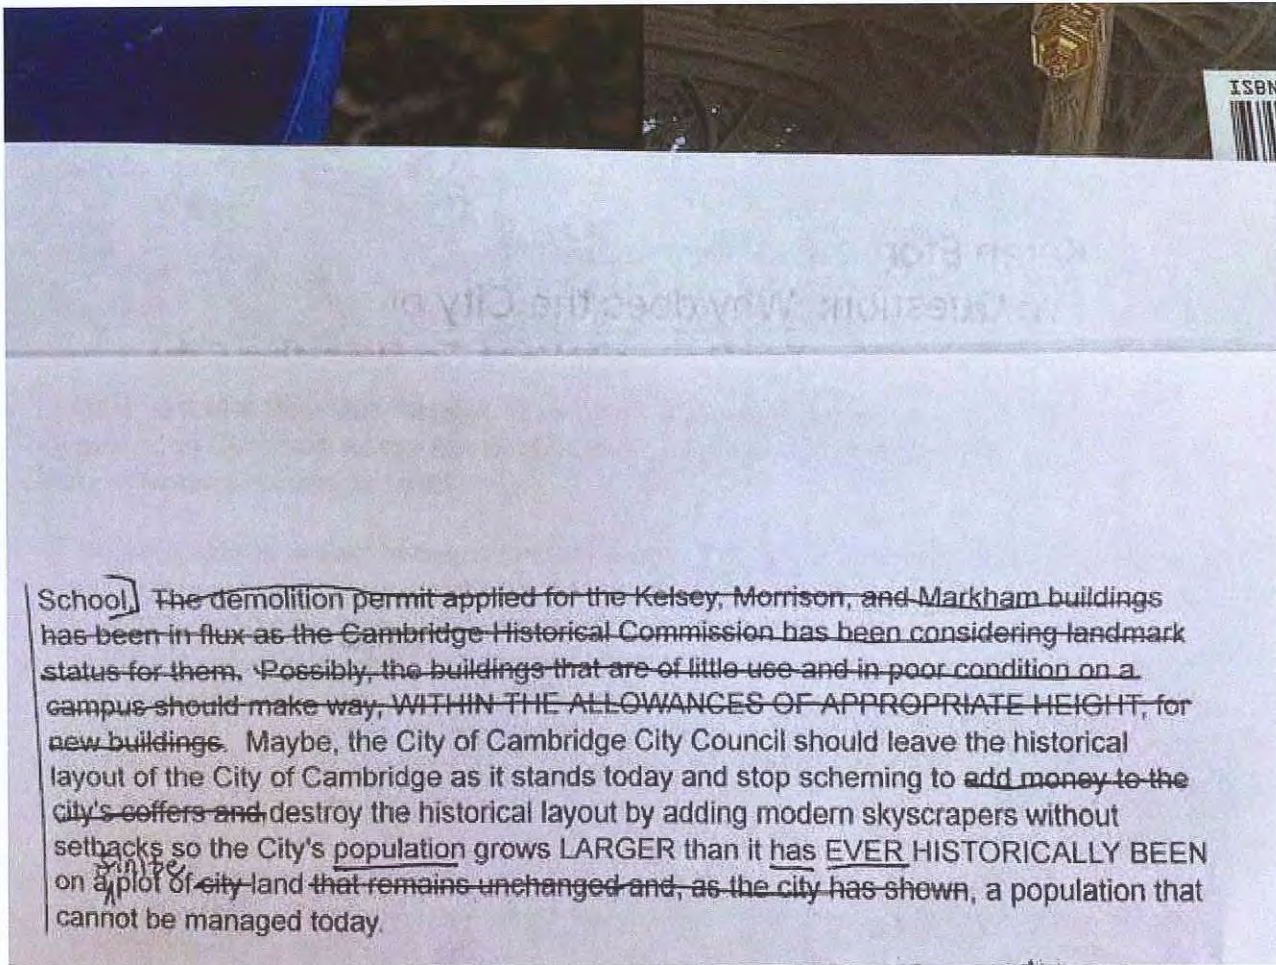 ISBN
School. The demolition permit applied for the Kelsey, Morrison, and Markham buildings
has been in flux as the Cambridge Historical Commission has been considering landmark
status for them. Possibly, the buildings that are of little use and in poor condition on a
campus should make way, WITHIN THE ALLOWANCES OF APPROPRIATE HEIGHT, for
new buildings. Maybe, the City of Cambridge City Council should leave the historical
layout of the City of Cambridge as it stands today and stop scheming to add money to the
city's coffers and destroy the historical layout by adding modern skyscrapers without
setbacks so the City's population grows LARGER than it has EVER HISTORICALLY BEEN
finite
on a plot of city land that remains unchanged and, as the city has shown, a population that
cannot be managed today.